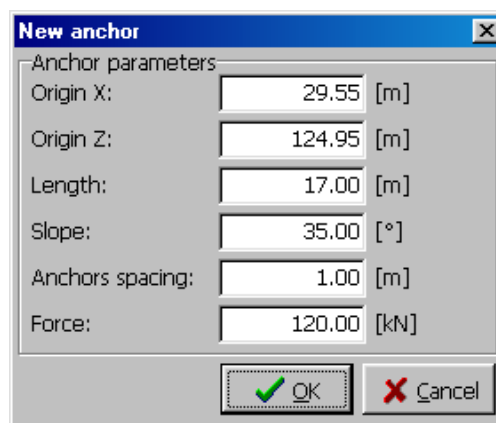 New anchor
Anchor parameters
Origin X: 29.55 [m]
Origin Z: 124.95 [m]
Length: 17.00 [m]
Slope: 35.00 [°]
Anchors spacing: 1.00 [m]
Force: 120.00 [kN]
OK Cancel